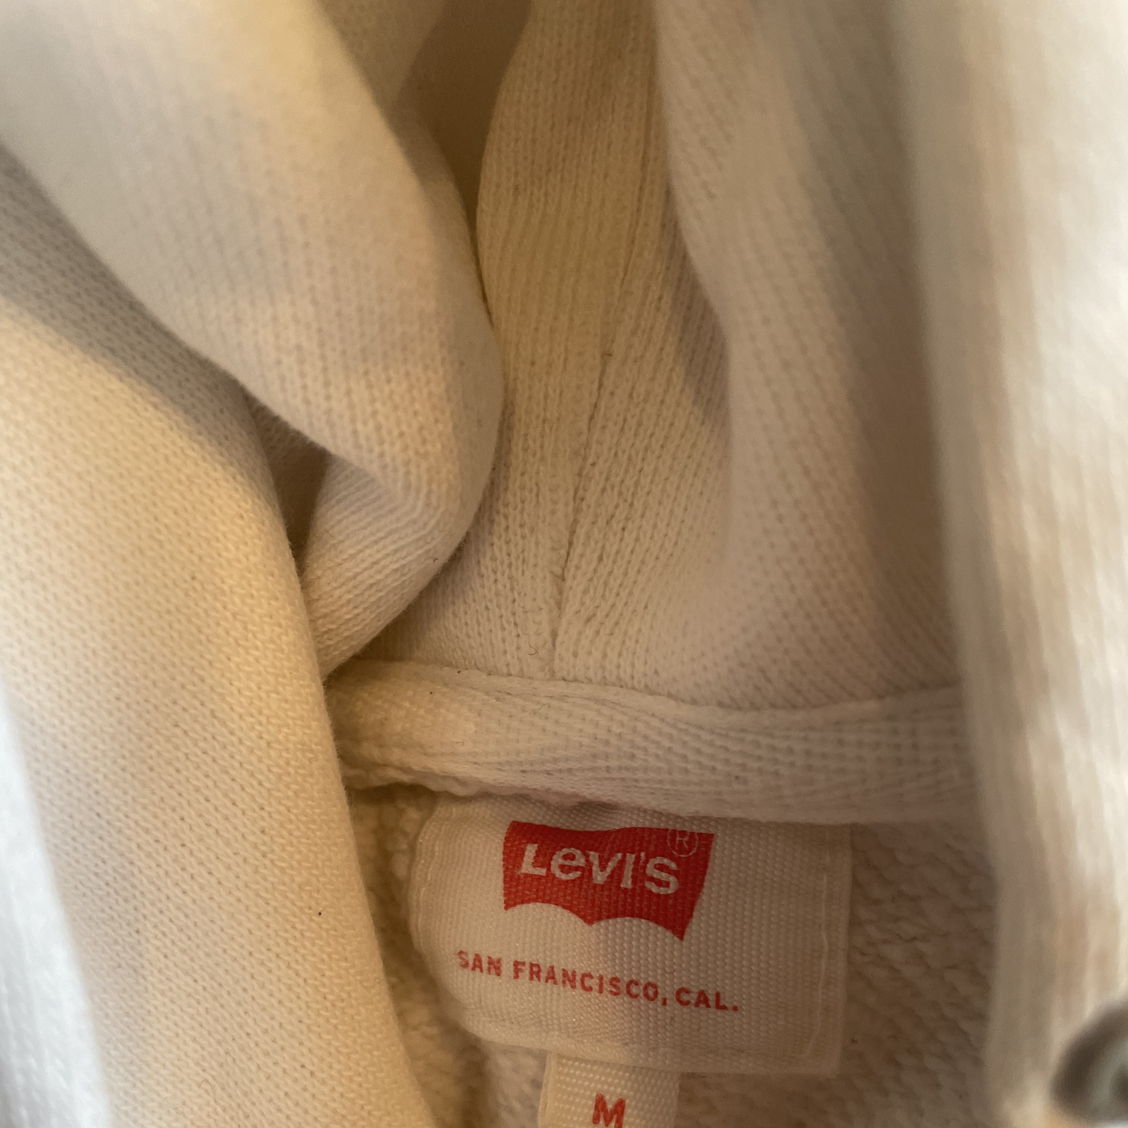 LEVI'S ®
SAN FRANCISCO, CAL.
M